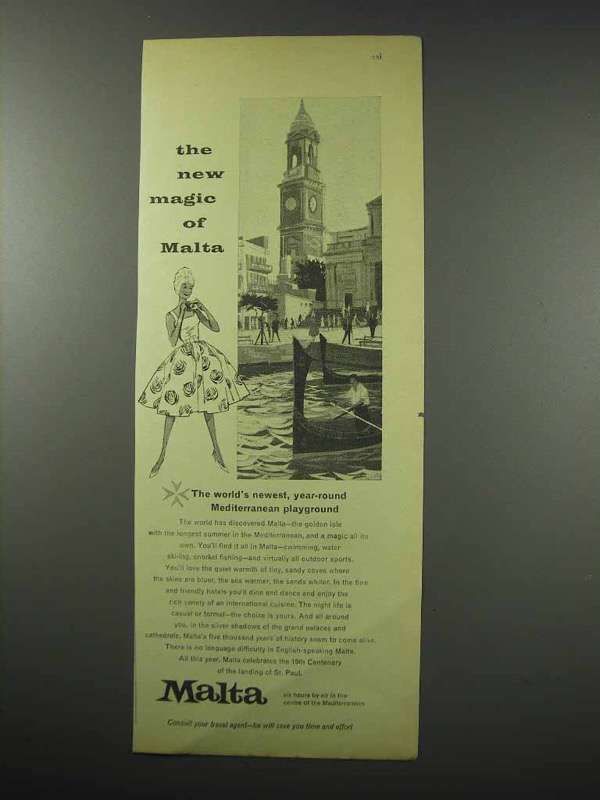 xxi
the
new
magic
of
Malta
The world's newest, year-round
Mediterranean playground
The world has discovered Malta—the golden isle
with the longest summer in the Mediterranean, and a magic all its
own. You'll find it all in Malta—swimming, water
ski-ing, snorkel fishing—and virtually all outdoor sports.
You'll love the quiet warmth of tiny, sandy coves where
the skies are bluer, the sea warmer, the sands whiter. In the fine
and friendly hotels you'll dine and dance and enjoy the
rich variety of an international cuisine. The night life is
casual or formal—the choice is yours. And all around
you, in the silver shadows of the grand palaces and
cathedrals, Malta's five thousand years of history seem to come alive.
There is no language difficulty in English-speaking Malta.
All this year, Malta celebrates the 19th Centenary
of the landing of St. Paul.
Malta
six hours by air in the
centre of the Mediterranean
Consult your travel agent—he will save you time and effort